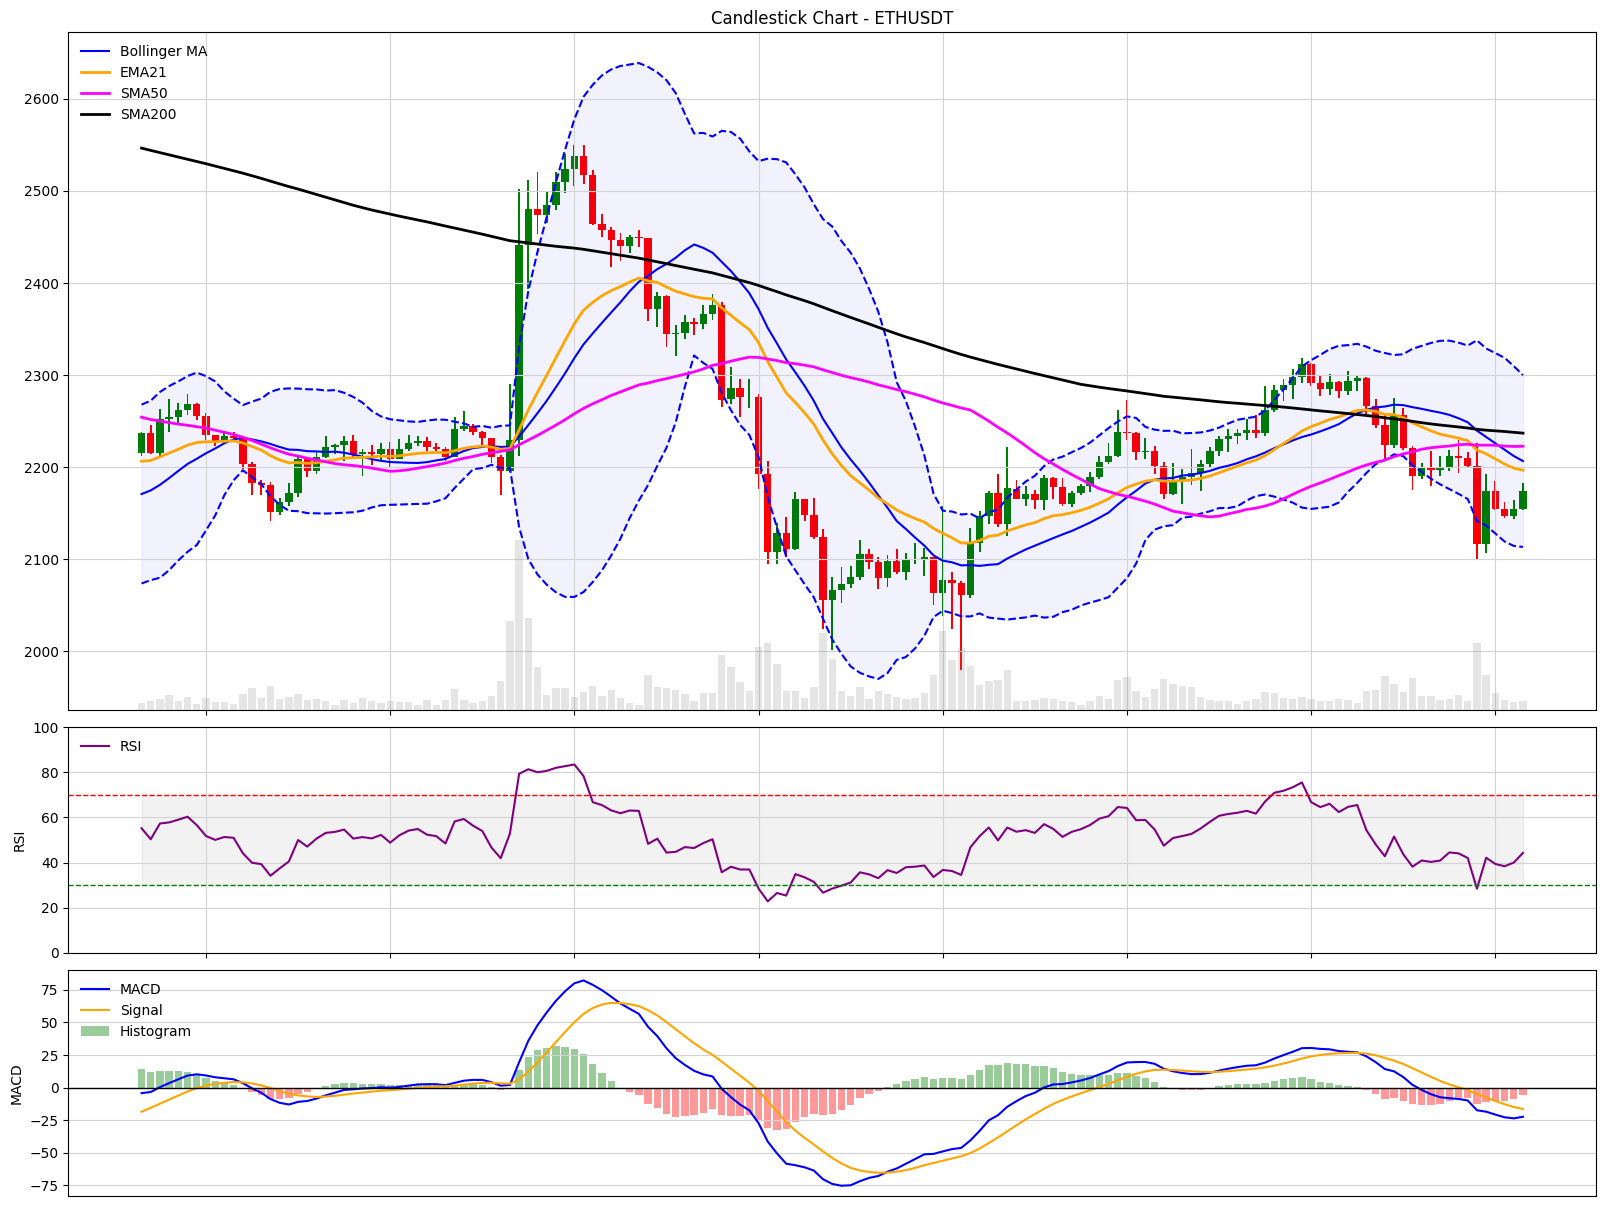 Candlestick Chart - ETHUSDT
Bollinger MA
EMA21
SMA50
SMA200
2600
2500
2400
2300
2200
2100
2000
RSI
RSI
100
80
60
40
20
0
MACD
Signal
Histogram
MACD
75
50
25
0
−25
−50
−75